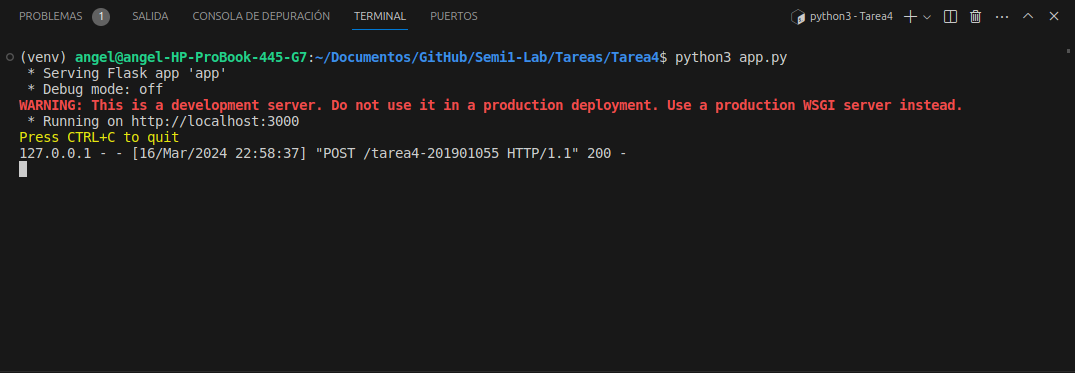 PROBLEMAS 1 SALIDA CONSOLA DE DEPURACIÓN TERMINAL PUERTOS python3 - Tarea4
(venv) angel@angel-HP-ProBook-445-G7:~/Documentos/GitHub/Semi1-Lab/Tareas/Tarea4$ python3 app.py
 * Serving Flask app 'app'
 * Debug mode: off
WARNING: This is a development server. Do not use it in a production deployment. Use a production WSGI server instead.
 * Running on http://localhost:3000
Press CTRL+C to quit
127.0.0.1 - - [16/Mar/2024 22:58:37] "POST /tarea4-201901055 HTTP/1.1" 200 -